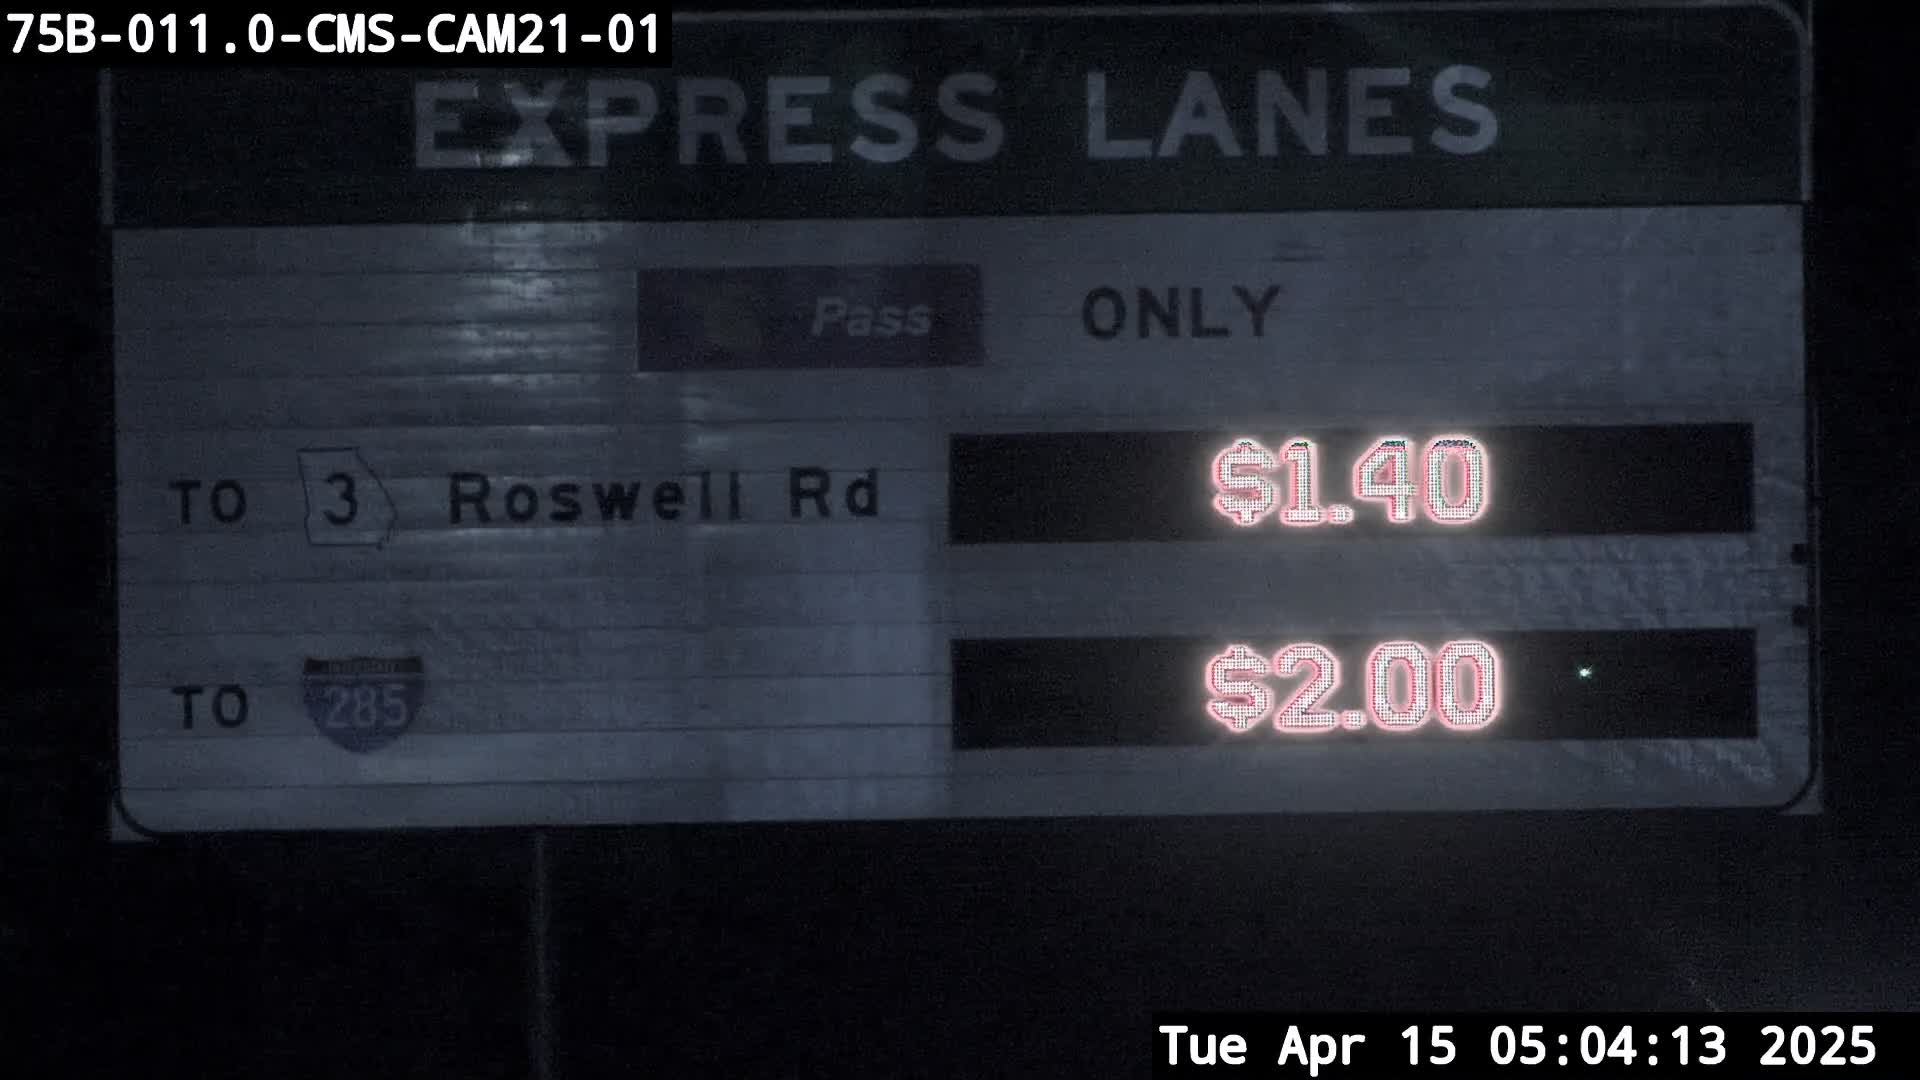 75B-011.0-CMS-CAM21-01
EXPRESS LANES
Pass ONLY
TO 3 Roswell Rd $1.40
INTERSTATE
TO 285 $2.00
Tue Apr 15 05:04:13 2025